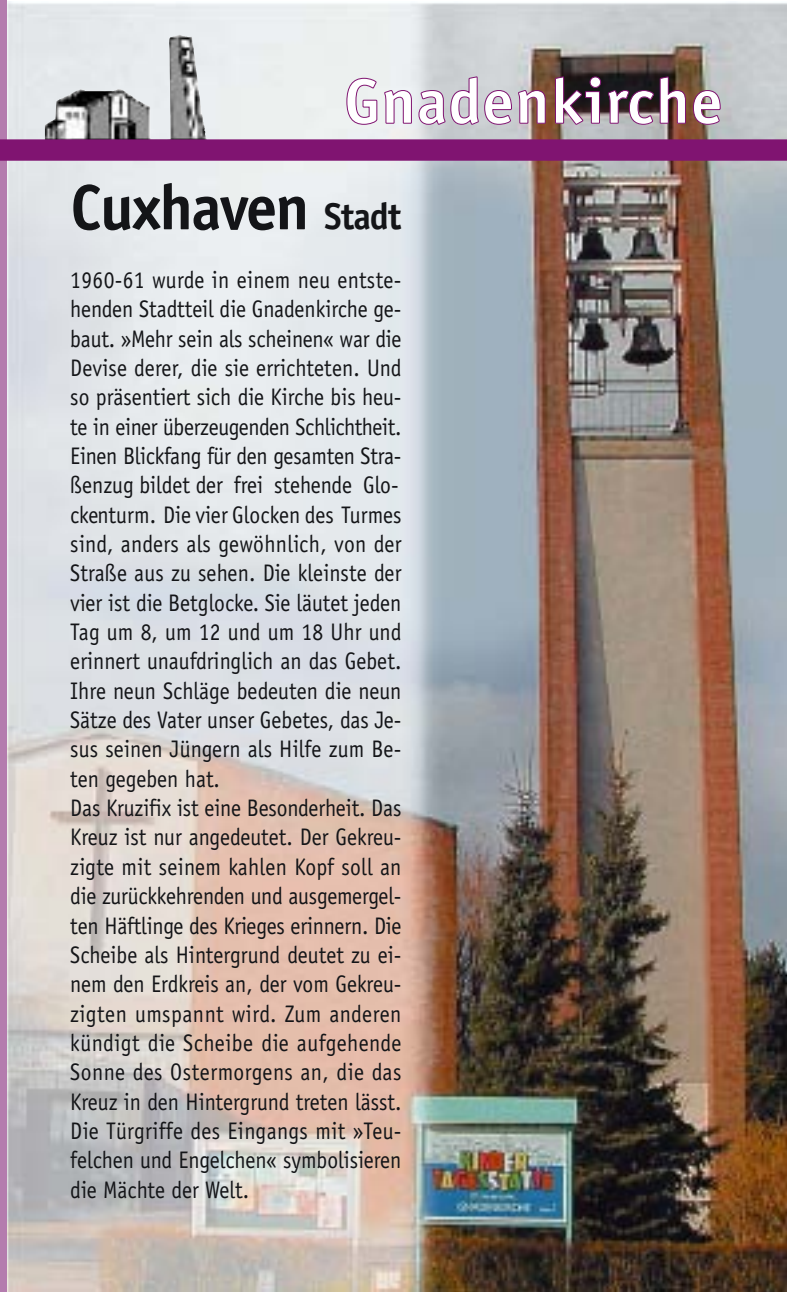 Gnadenkirche
Cuxhaven Stadt
1960-61 wurde in einem neu entste-
henden Stadtteil die Gnadenkirche ge-
baut. »Mehr sein als scheinen« war die
Devise derer, die sie errichteten. Und
so präsentiert sich die Kirche bis heu-
te in einer überzeugenden Schlichtheit.
Einen Blickfang für den gesamten Stra-
ßenzug bildet der frei stehende Glo-
ckenturm. Die vier Glocken des Turmes
sind, anders als gewöhnlich, von der
Straße aus zu sehen. Die kleinste der
vier ist die Betglocke. Sie läutet jeden
Tag um 8, um 12 und um 18 Uhr und
erinnert unaufdringlich an das Gebet.
Ihre neun Schläge bedeuten die neun
Sätze des Vater unser Gebetes, das Je-
sus seinen Jüngern als Hilfe zum Be-
ten gegeben hat.
Das Kruzifix ist eine Besonderheit. Das
Kreuz ist nur angedeutet. Der Gekreu-
zigte mit seinem kahlen Kopf soll an
die zurückkehrenden und ausgemergel-
ten Häftlinge des Krieges erinnern. Die
Scheibe als Hintergrund deutet zu ei-
nem den Erdkreis an, der vom Gekreu-
zigten umspannt wird. Zum anderen
kündigt die Scheibe die aufgehende
Sonne des Ostermorgens an, die das
Kreuz in den Hintergrund treten lässt.
Die Türgriffe des Eingangs mit »Teu-
felchen und Engelchen« symbolisieren
die Mächte der Welt.
KINDER
TAGESSTÄTTE
GNADENKIRCHE